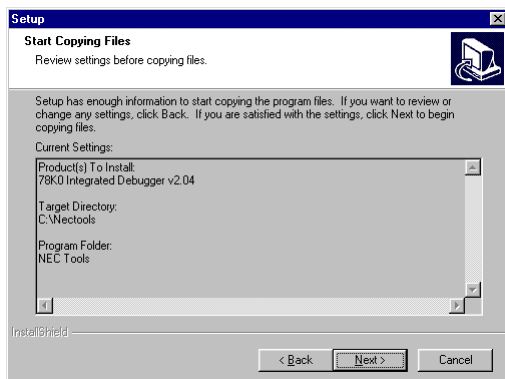 Setup
Start Copying Files
Review settings before copying files.
Setup has enough information to start copying the program files. If you want to review or
change any settings, click Back. If you are satisfied with the settings, click Next to begin
copying files.
Current Settings:
Product(s) To Install:
78K0 Integrated Debugger v2.04
Target Directory:
C:\Nectools
Program Folder:
NEC Tools
InstallShield
< Back
Next >
Cancel